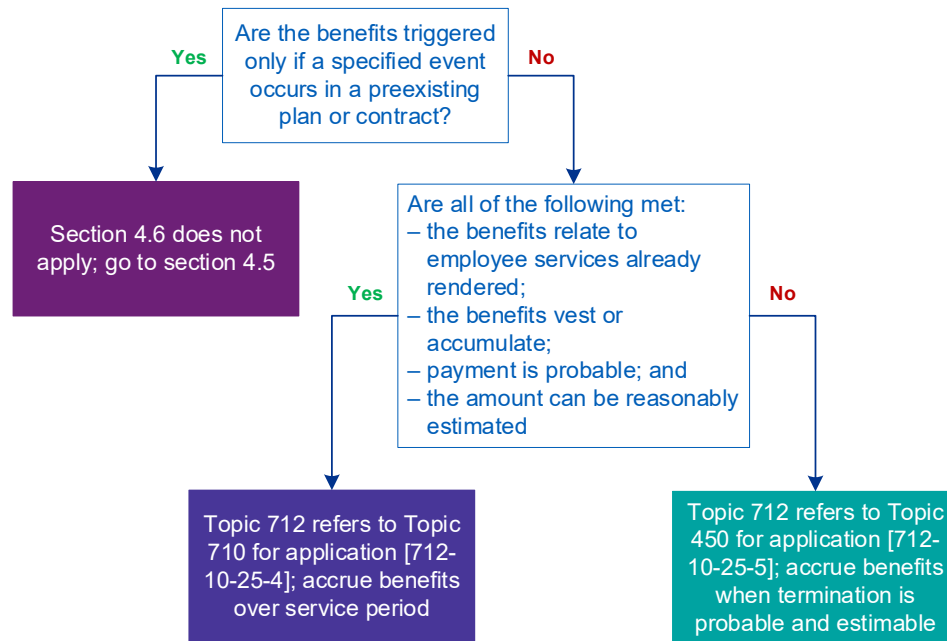 Are the benefits triggered
only if a specified event
occurs in a preexisting
plan or contract?
Yes
No
Section 4.6 does not
apply; go to section 4.5
Are all of the following met:
– the benefits relate to
employee services already
rendered;
– the benefits vest or
accumulate;
– payment is probable; and
– the amount can be reasonably
estimated
Yes
No
Topic 712 refers to Topic
710 for application [712-
10-25-4]; accrue benefits
over service period
Topic 712 refers to Topic
450 for application [712-
10-25-5]; accrue benefits
when termination is
probable and estimable